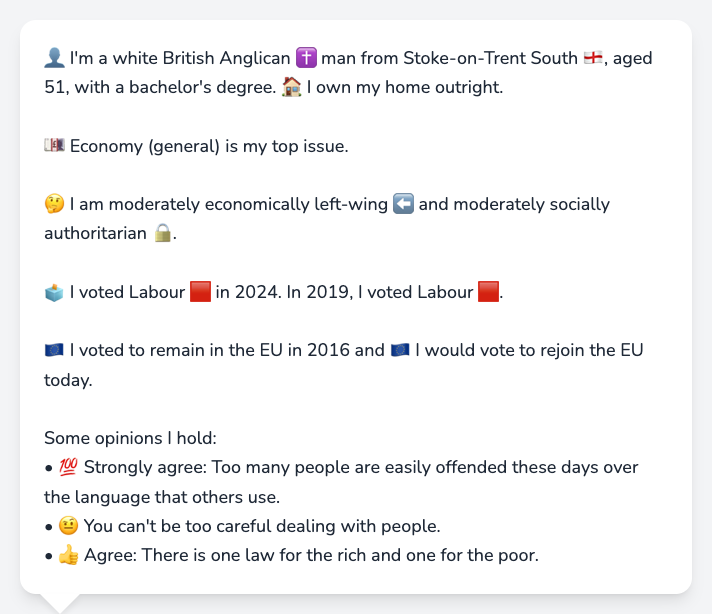 👤 I'm a white British Anglican ✝️ man from Stoke-on-Trent South 🏴󠁧󠁢󠁥󠁮󠁧󠁿, aged
51, with a bachelor's degree. 🏠 I own my home outright.
💷 Economy (general) is my top issue.
🤔 I am moderately economically left-wing ⬅️ and moderately socially
authoritarian 🔒.
🗳️ I voted Labour 🟥 in 2024. In 2019, I voted Labour 🟥.
🇪🇺 I voted to remain in the EU in 2016 and 🇪🇺 I would vote to rejoin the EU
today.
Some opinions I hold:
• 💯 Strongly agree: Too many people are easily offended these days over
the language that others use.
• 🤨 You can't be too careful dealing with people.
• 👍 Agree: There is one law for the rich and one for the poor.